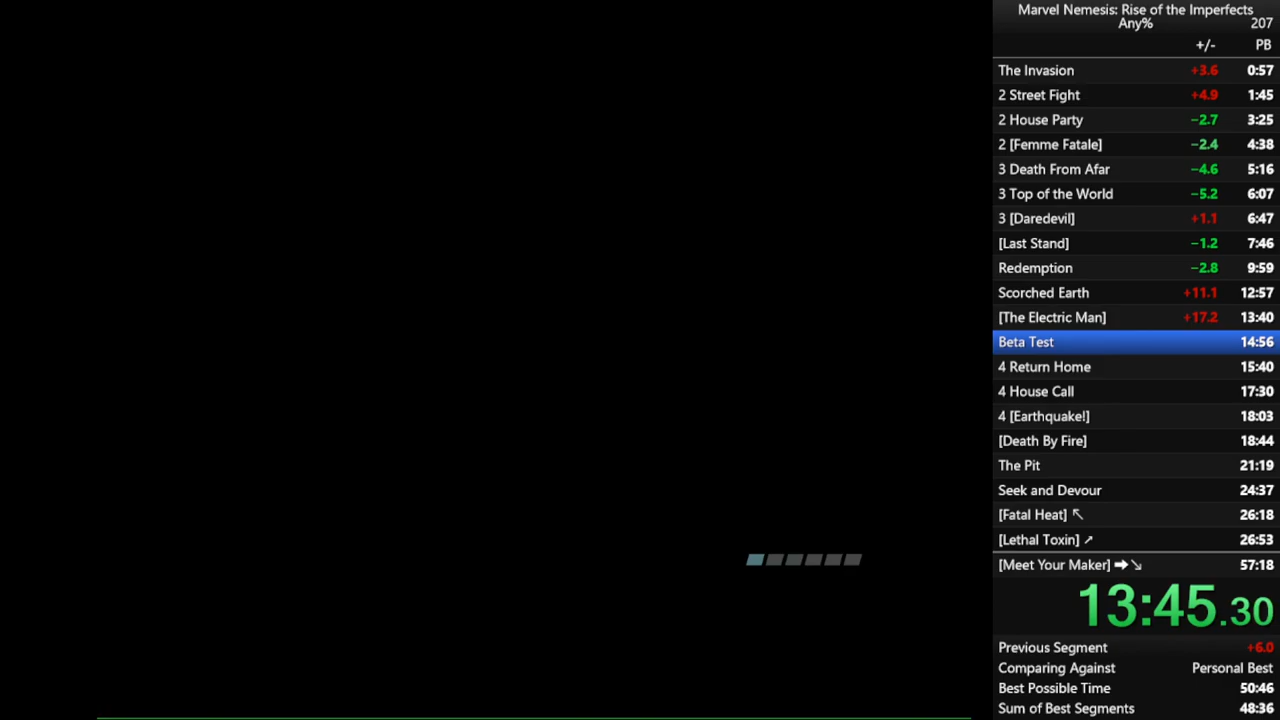 Marvel Nemesis: Rise of the Imperfects
Any% 207
+/- PB
The Invasion +3.6 0:57
2 Street Fight +4.9 1:45
2 House Party −2.7 3:25
2 [Femme Fatale] −2.4 4:38
3 Death From Afar −4.6 5:16
3 Top of the World −5.2 6:07
3 [Daredevil] +1.1 6:47
[Last Stand] −1.2 7:46
Redemption −2.8 9:59
Scorched Earth +11.1 12:57
[The Electric Man] +17.2 13:40
Beta Test 14:56
4 Return Home 15:40
4 House Call 17:30
4 [Earthquake!] 18:03
[Death By Fire] 18:44
The Pit 21:19
Seek and Devour 24:37
[Fatal Heat] ↖ 26:18
[Lethal Toxin] ↗ 26:53
[Meet Your Maker] ➡↘ 57:18
13:45.30
Previous Segment +6.0
Comparing Against Personal Best
Best Possible Time 50:46
Sum of Best Segments 48:36